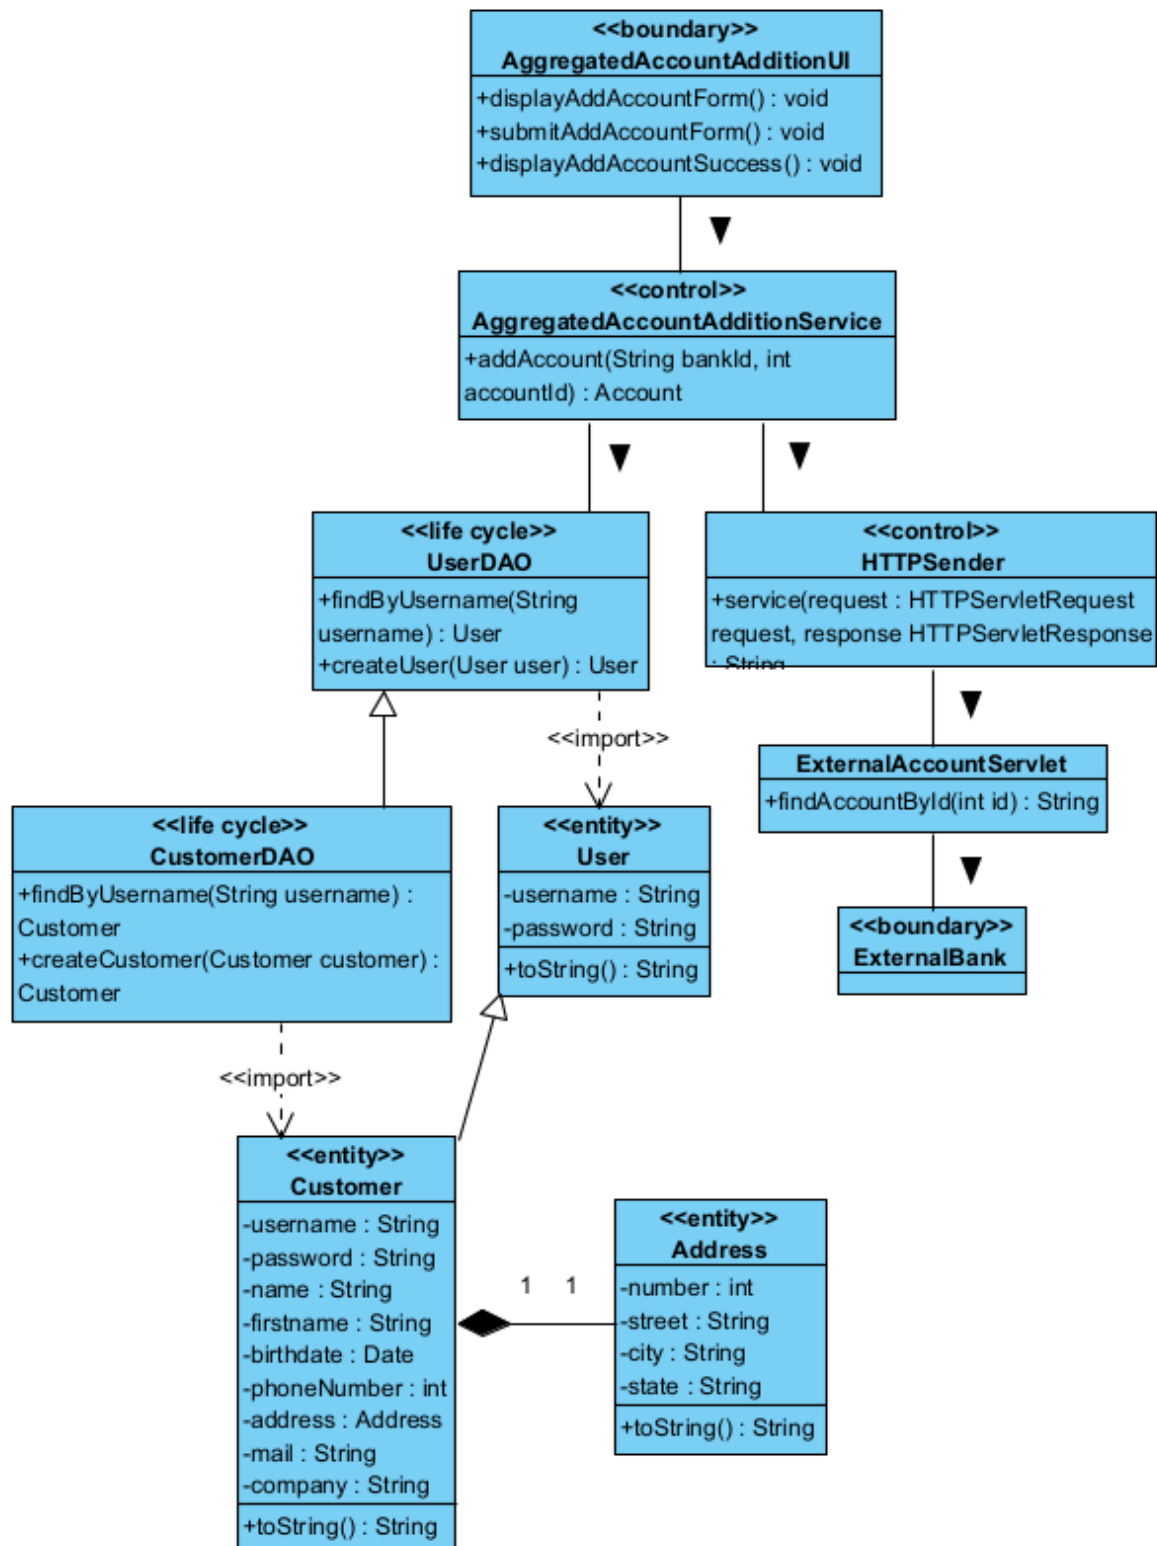 <<boundary>>
AggregatedAccountAdditionUI
+displayAddAccountForm() : void
+submitAddAccountForm() : void
+displayAddAccountSuccess() : void
<<control>>
AggregatedAccountAdditionService
+addAccount(String bankId, int
accountId) : Account
<<life cycle>>
UserDAO
+findByUsername(String
username) : User
+createUser(User user) : User
<<control>>
HTTPSender
+service(request : HTTPServletRequest
request, response HTTPServletResponse
: String
<<import>>
ExternalAccountServlet
+findAccountById(int id) : String
<<life cycle>>
CustomerDAO
+findByUsername(String username) :
Customer
+createCustomer(Customer customer) :
Customer
<<entity>>
User
-username : String
-password : String
+toString() : String
<<boundary>>
ExternalBank
<<import>>
<<entity>>
Customer
-username : String
-password : String
-name : String
-firstname : String
-birthdate : Date
-phoneNumber : int
-address : Address
-mail : String
-company : String
+toString() : String
1 1
<<entity>>
Address
-number : int
-street : String
-city : String
-state : String
+toString() : String